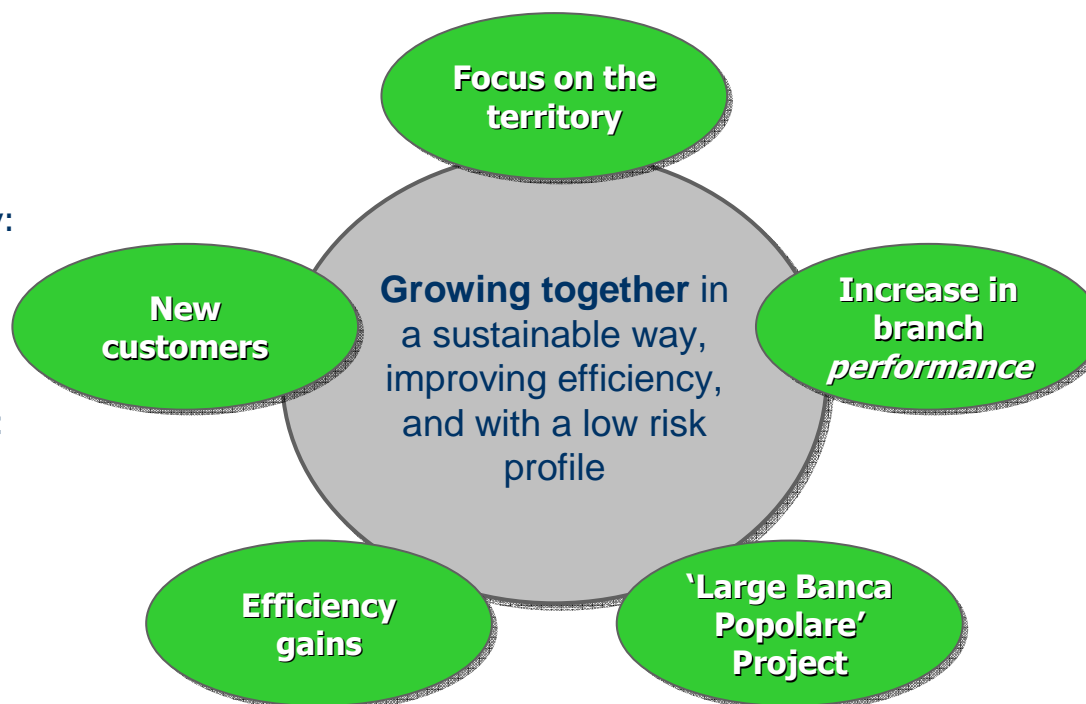 Focus on the
territory
New
customers
Growing together in
a sustainable way,
improving efficiency,
and with a low risk
profile
Increase in
branch
performance
Efficiency
gains
‘Large Banca
Popolare’
Project